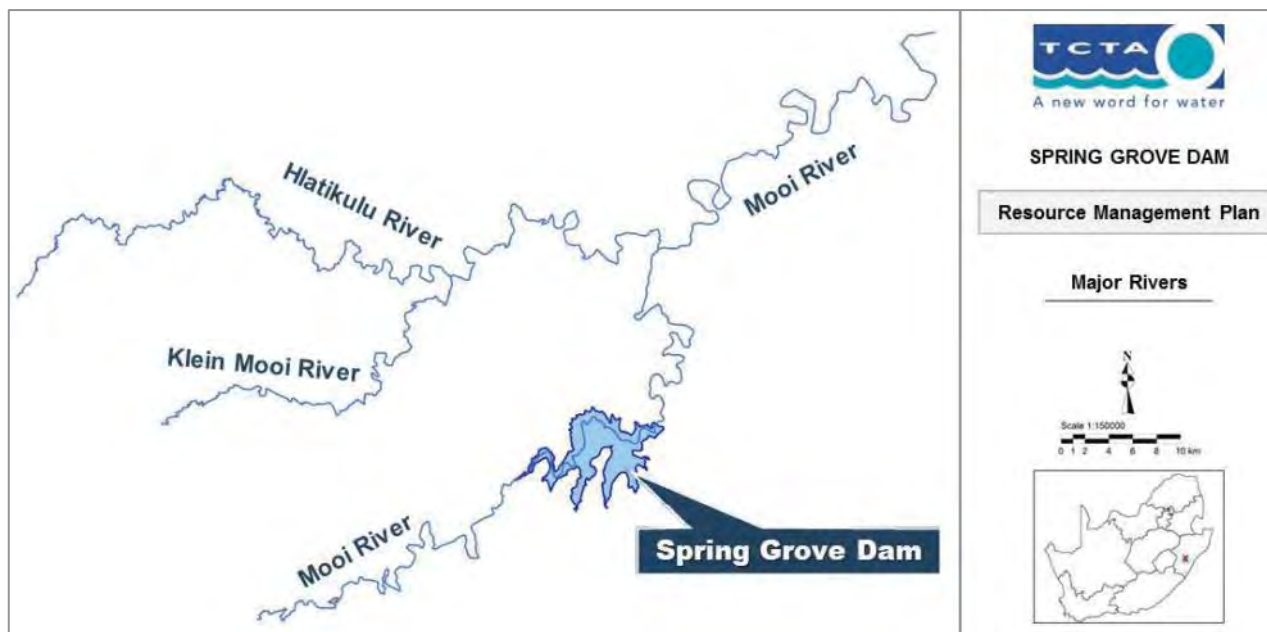 Hlatikulu River
Klein Mooi River
Mooi River
Mooi River
Spring Grove Dam
TCTA
A new word for water
SPRING GROVE DAM
Resource Management Plan
Major Rivers
N
Scale 1:150000
0 1 2 4 6 8 10 km
x